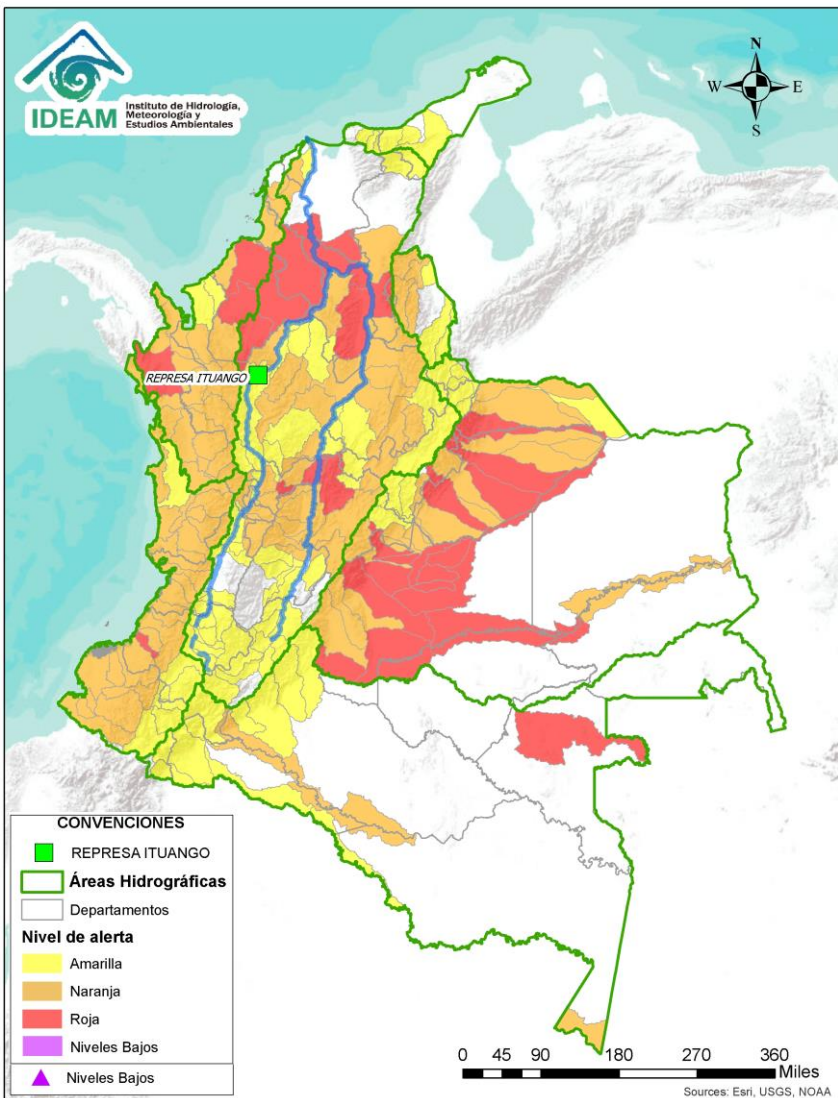 IDEAM
Instituto de Hidrología,
Meteorología y
Estudios Ambientales
N
W
E
S
REPRESA ITUANGO
CONVENCIONES
REPRESA ITUANGO
Áreas Hidrográficas
Departamentos
Nivel de alerta
Amarilla
Naranja
Roja
Niveles Bajos
Niveles Bajos
0 45 90 180 270 360
Miles
Sources: Esri, USGS, NOAA